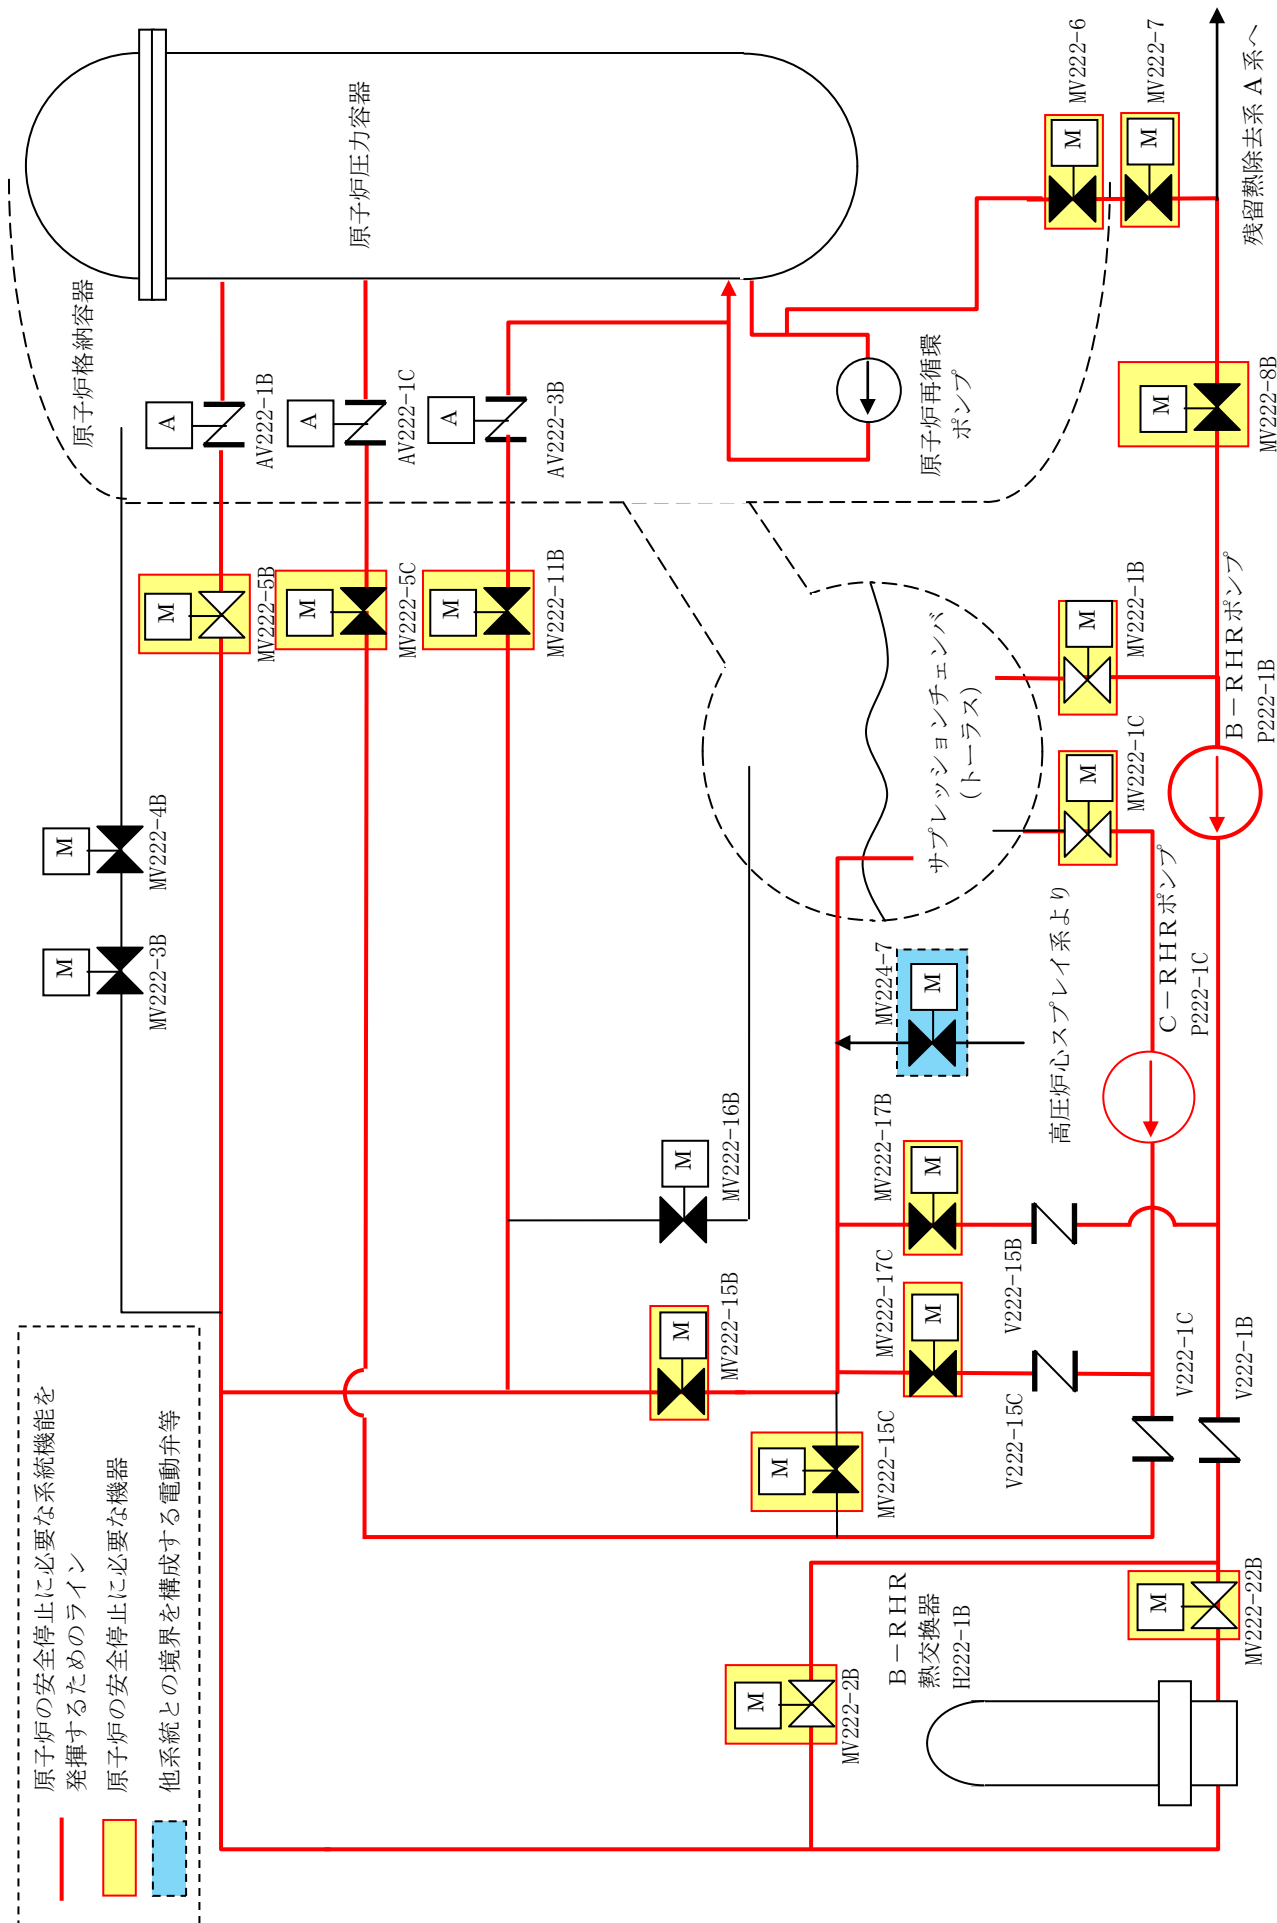 原子炉の安全停止に必要な系統機能を
発揮するためのライン
原子炉の安全停止に必要な機器
他系統との境界を構成する電動弁等
M
MV222-3B
M
MV222-4B
原子炉格納容器
原子炉圧力容器
M
MV222-5B
A
AV222-1B
M
MV222-5C
A
AV222-1C
M
MV222-11B
A
AV222-3B
原子炉再循環
ポンプ
M
MV222-6
M
MV222-7
残留熱除去系A系へ
M
MV222-8B
M
MV222-16B
M
MV222-15B
M
MV222-15C
M
MV222-2B
B-RHR
熱交換器
H222-1B
M
MV222-22B
M
MV222-17C
M
MV222-17B
M
MV224-7
高圧炉心スプレイ系より
サプレッションチェンバ
(トーラス)
M
MV222-1C
M
MV222-1B
V222-15C
V222-15B
V222-1C
V222-1B
C-RHRポンプ
P222-1C
B-RHRポンプ
P222-1B